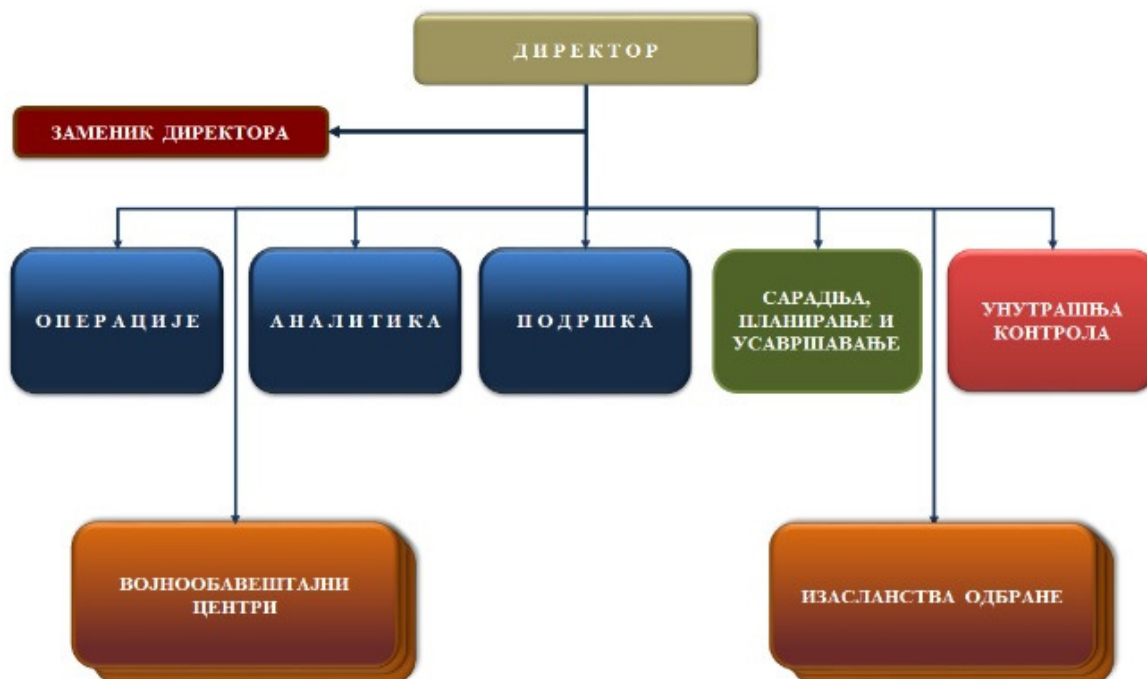 ДИРЕКТОР
ЗАМЕНИК ДИРЕКТОРА
ОПЕРАЦИЈЕ
АНАЛИТИКА
ПОДРШКА
САРАДЊА,
ПЛАНИРАЊЕ И
УСАВРШАВАЊЕ
УНУТРАШЊА
КОНТРОЛА
ВОЈНООБАВЕШТАЈНИ
ЦЕНТРИ
ИЗАСЛАНСТВА ОДБРАНЕ